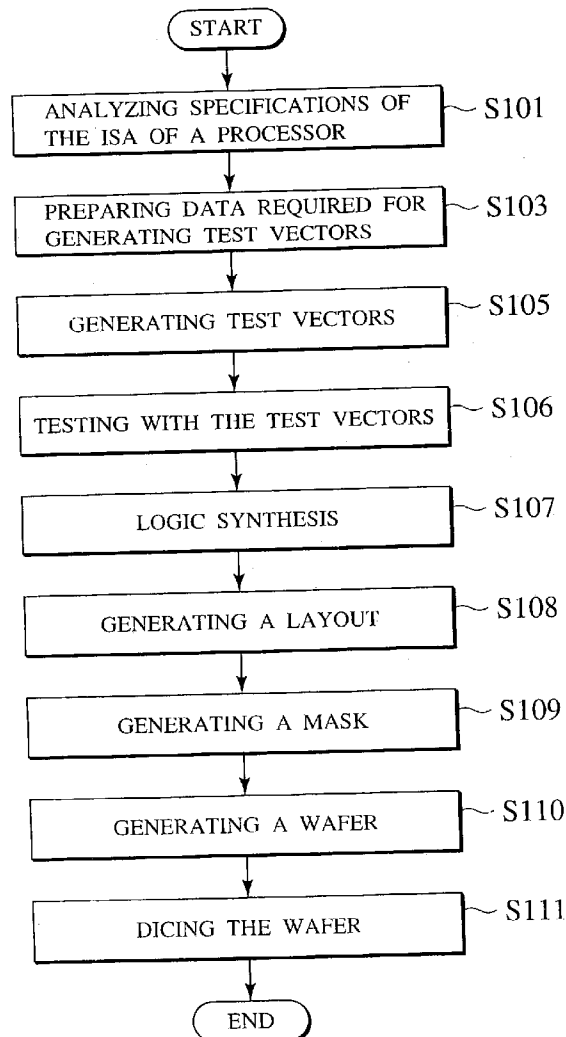 START
ANALYZING SPECIFICATIONS OF
THE ISA OF A PROCESSOR
S101
PREPARING DATA REQUIRED FOR
GENERATING TEST VECTORS
S103
GENERATING TEST VECTORS
S105
TESTING WITH THE TEST VECTORS
S106
LOGIC SYNTHESIS
S107
GENERATING A LAYOUT
S108
GENERATING A MASK
S109
GENERATING A WAFER
S110
DICING THE WAFER
S111
END